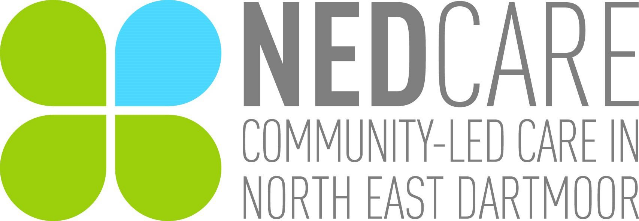 NEDCARE
COMMUNITY-LED CARE IN
NORTH EAST DARTMOOR